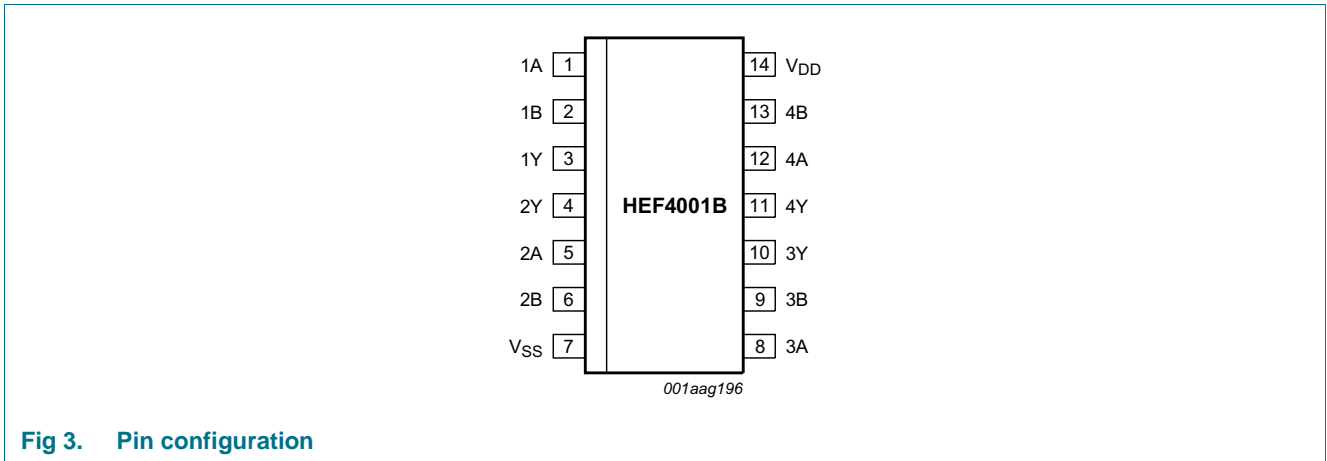 1A 1 14 VDD
1B 2 13 4B
1Y 3 12 4A
2Y 4 HEF4001B 11 4Y
2A 5 10 3Y
2B 6 9 3B
VSS 7 8 3A
001aag196
Fig 3. Pin configuration